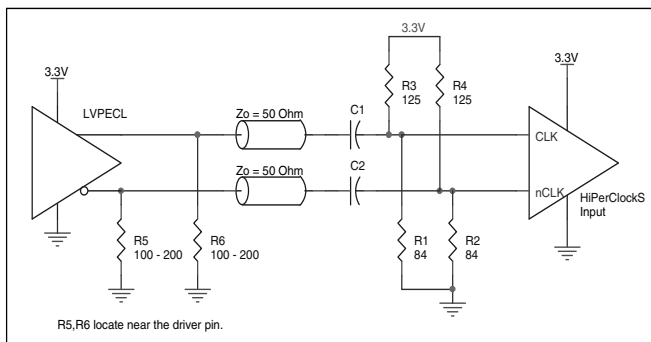 3.3V
3.3V
3.3V
R3
125
R4
125
LVPECL
Zo = 50 Ohm
C1
CLK
Zo = 50 Ohm
C2
nCLK
HiPerClockS
Input
R5
100 - 200
R6
100 - 200
R1
84
R2
84
R5,R6 locate near the driver pin.